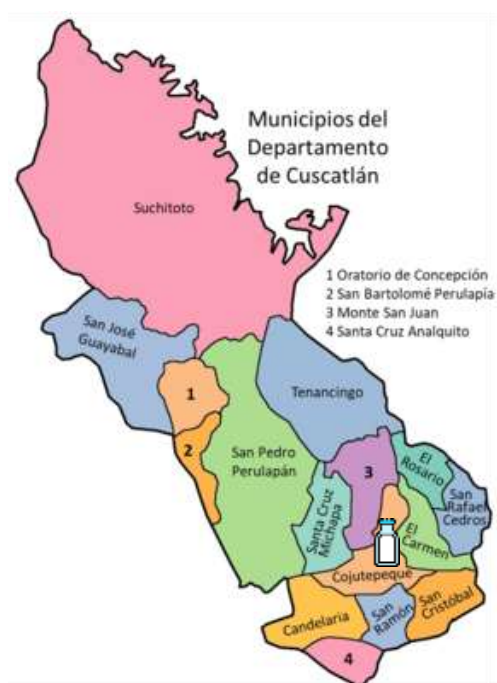 Municipios del
Departamento
de Cuscatlán
Suchitoto
1 Oratorio de Concepción
2 San Bartolomé Perulapía
3 Monte San Juan
4 Santa Cruz Analquito
San José
Guayabal
Tenancingo
1
2
San Pedro
Perulapán
3
El
Rosario
San
Rafael
Cedros
Santa Cruz
Michapa
El
Carmen
Cojutepeque
Candelaria
San
Ramón
San
Cristóbal
4